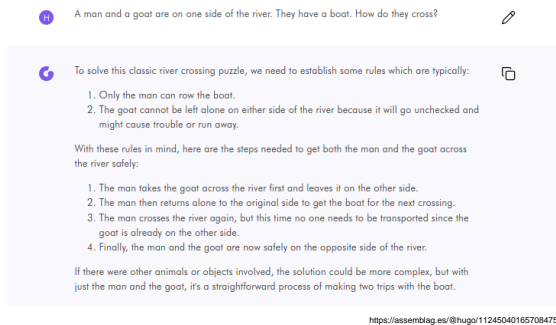 H
A man and a goat are on one side of the river. They have a boat. How do they cross?
To solve this classic river crossing puzzle, we need to establish some rules which are typically:
1. Only the man can row the boat.
2. The goat cannot be left alone on either side of the river because it will go unchecked and
might cause trouble or run away.
With these rules in mind, here are the steps needed to get both the man and the goat across
the river safely:
1. The man takes the goat across the river first and leaves it on the other side.
2. The man then returns alone to the original side to get the boat for the next crossing.
3. The man crosses the river again, but this time no one needs to be transported since the
goat is already on the other side.
4. Finally, the man and the goat are now safely on the opposite side of the river.
If there were other animals or objects involved, the solution could be more complex, but with
just the man and the goat, it's a straightforward process of making two trips with the boat.
https://assemblag.es/@hugo/11245040165708475